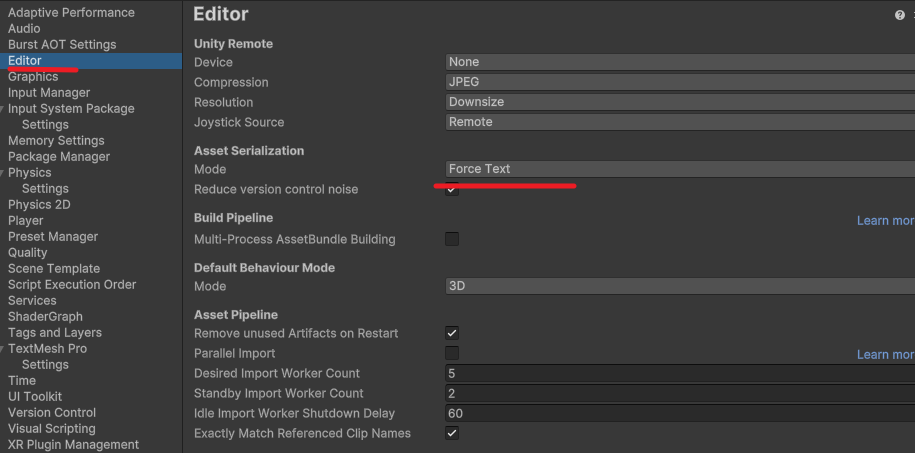 Adaptive Performance
Audio
Burst AOT Settings
Editor
Graphics
Input Manager
Input System Package
Settings
Memory Settings
Package Manager
Physics
Settings
Physics 2D
Player
Preset Manager
Quality
Scene Template
Script Execution Order
Services
ShaderGraph
Tags and Layers
TextMesh Pro
Settings
Time
UI Toolkit
Version Control
Visual Scripting
XR Plugin Management
Editor
Unity Remote
Device None
Compression JPEG
Resolution Downsize
Joystick Source Remote
Asset Serialization
Mode Force Text
Reduce version control noise
Build Pipeline Learn mor
Multi-Process AssetBundle Building
Default Behaviour Mode
Mode 3D
Asset Pipeline
Remove unused Artifacts on Restart
Parallel Import Learn mor
Desired Import Worker Count 5
Standby Import Worker Count 2
Idle Import Worker Shutdown Delay 60
Exactly Match Referenced Clip Names